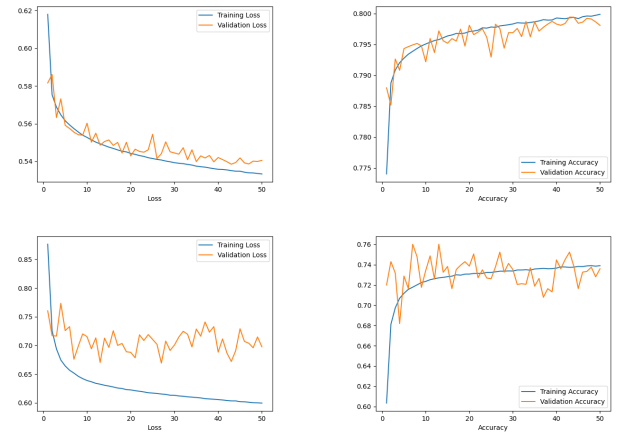 0.62
0.60
0.58
0.56
0.54
Training Loss
Validation Loss
0 10 20 30 40 50
Loss
0.800
0.795
0.790
0.785
0.780
0.775
Training Accuracy
Validation Accuracy
0 10 20 30 40 50
Accuracy
0.85
0.80
0.75
0.70
0.65
0.60
Training Loss
Validation Loss
0 10 20 30 40 50
Loss
0.76
0.74
0.72
0.70
0.68
0.66
0.64
0.62
0.60
Training Accuracy
Validation Accuracy
0 10 20 30 40 50
Accuracy